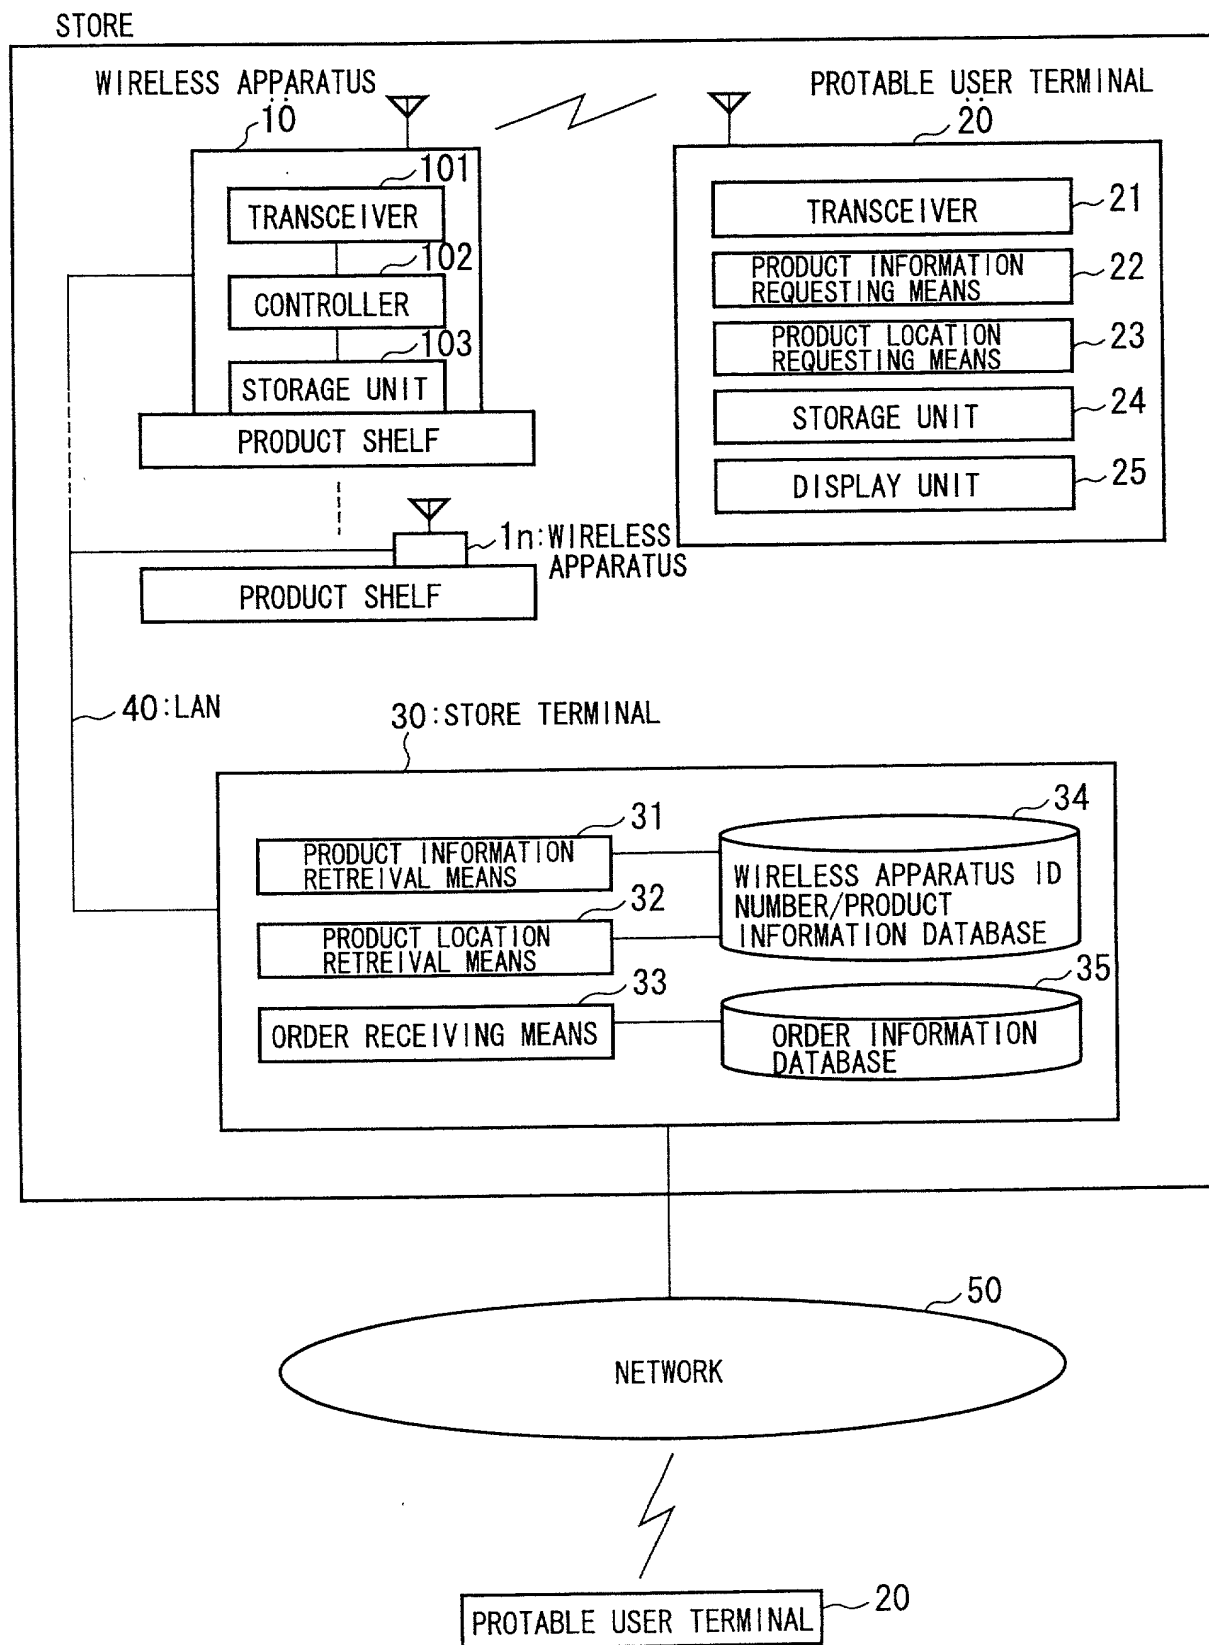 STORE
WIRELESS APPARATUS
10
PROTABLE USER TERMINAL
20
101
TRANSCEIVER
102
CONTROLLER
103
STORAGE UNIT
PRODUCT SHELF
TRANSCEIVER
21
PRODUCT INFORMATION
REQUESTING MEANS
22
PRODUCT LOCATION
REQUESTING MEANS
23
STORAGE UNIT
24
DISPLAY UNIT
25
1n:WIRELESS
APPARATUS
PRODUCT SHELF
40:LAN
30:STORE TERMINAL
31
PRODUCT INFORMATION
RETREIVAL MEANS
32
PRODUCT LOCATION
RETREIVAL MEANS
33
ORDER RECEIVING MEANS
34
WIRELESS APPARATUS ID
NUMBER/PRODUCT
INFORMATION DATABASE
35
ORDER INFORMATION
DATABASE
50
NETWORK
PROTABLE USER TERMINAL
20